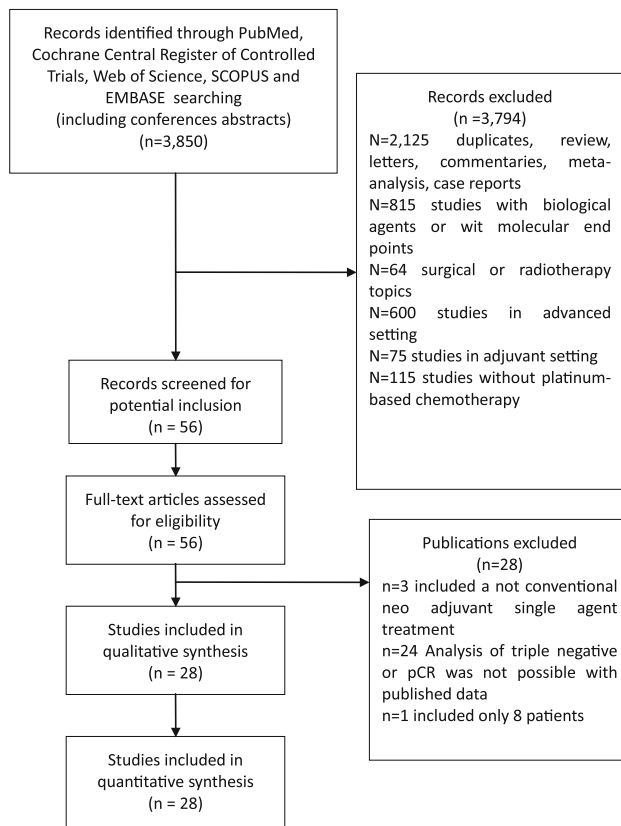 Records identified through PubMed,
Cochrane Central Register of Controlled
Trials, Web of Science, SCOPUS and
EMBASE searching
(including conferences abstracts)
(n=3,850)
Records excluded
(n =3,794)
N=2,125 duplicates, review,
letters, commentaries, meta-
analysis, case reports
N=815 studies with biological
agents or wit molecular end
points
N=64 surgical or radiotherapy
topics
N=600 studies in advanced
setting
N=75 studies in adjuvant setting
N=115 studies without platinum-
based chemotherapy
Records screened for
potential inclusion
(n = 56)
Full-text articles assessed
for eligibility
(n = 56)
Publications excluded
(n=28)
n=3 included a not conventional
neo adjuvant single agent
treatment
n=24 Analysis of triple negative
or pCR was not possible with
published data
n=1 included only 8 patients
Studies included in
qualitative synthesis
(n = 28)
Studies included in
quantitative synthesis
(n = 28)